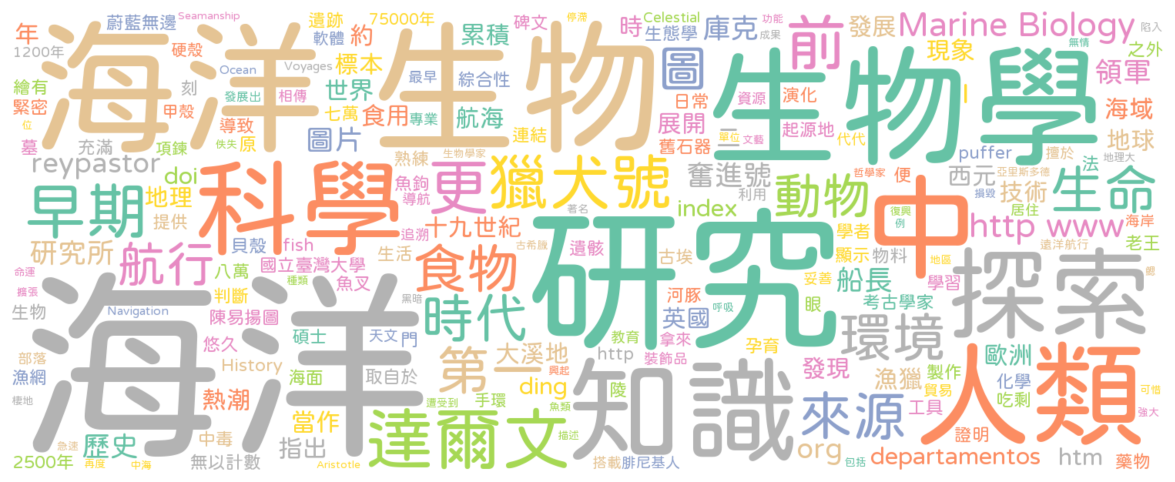 年
1200年
蔚藍無邊
Seamanship
遺跡
軟體
75000年
約
碑文
停滯
累積
時
Celestial
生態學
庫克
功能
成果
發展
現象
Marine Biology
無情
陷入
之外
領軍
海洋生物
硬殼
Ocean
Voyages
標本
最早
綜合性
圖
前
生物學
繪有
緊密
刻
甲殼
發展出
相傳
世界
食用
專業
航海
日常
資源
演化
海域
位
墓
導致
充滿
項鍊
佚失
原
七萬
圖片
連結
展開
舊石器
單位
文藝
起源地
代代
地球
reypastor
doi
地理
提供
科學
熟練
魚鉤
導航
生物學家
更
獵犬號
奮進號
哲學家
便
亞里斯多德
西元
puffer
擅於
技術
法
地理大
早期
動物
中
損毀
居住
生命
研究所
航行
貝殼
fish
追溯
十九世紀
著名
index
利用
復興
例
http www
海岸
國立臺灣大學
生活
食物
古希臘
遺骸
古埃
學者
顯示
物料
遠洋航行
地區
老王
命運
擴張
種類
八萬
魚叉
黑暗
時代
研究
河豚
妥善
船長
眼
考古學家
學習
探索
生物
Navigation
判斷
陳易揚
圖
天文
門
英國
呼吸
環境
海洋
悠久
碩士
教育
拿來
孕育
部落
漁網
棲地
History
海面
取自於
興起
第一
大溪地
http
裝飾品
發現
漁獵
製作
貿易
歐洲
化學
吃剩
可惜
強大
熱潮
當作
手環
ding
陵
知識
來源
工具
證明
人類
2500年
急速
歷史
再度
中海
中毒
無以計數
指出
遭受到
Aristotle
達爾文
魚類
描述
搭載
腓尼基人
org
包括
departamentos
htm
藥物